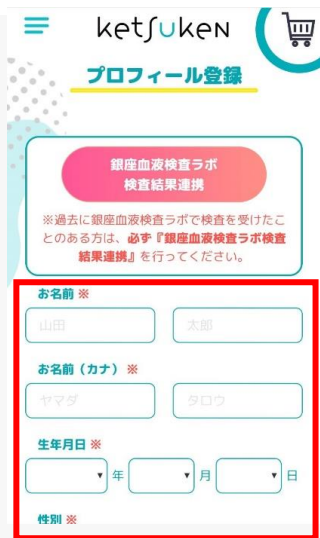 ketsuken
プロフィール登録
銀座血液検査ラボ
検査結果連携
※過去に銀座血液検査ラボで検査を受けたこ
とのある方は、必ず『銀座血液検査ラボ検査
結果連携』を行ってください。
お名前 ※
山田 太郎
お名前（カナ） ※
ヤマダ タロウ
生年月日 ※
年 月 日
性別 ※